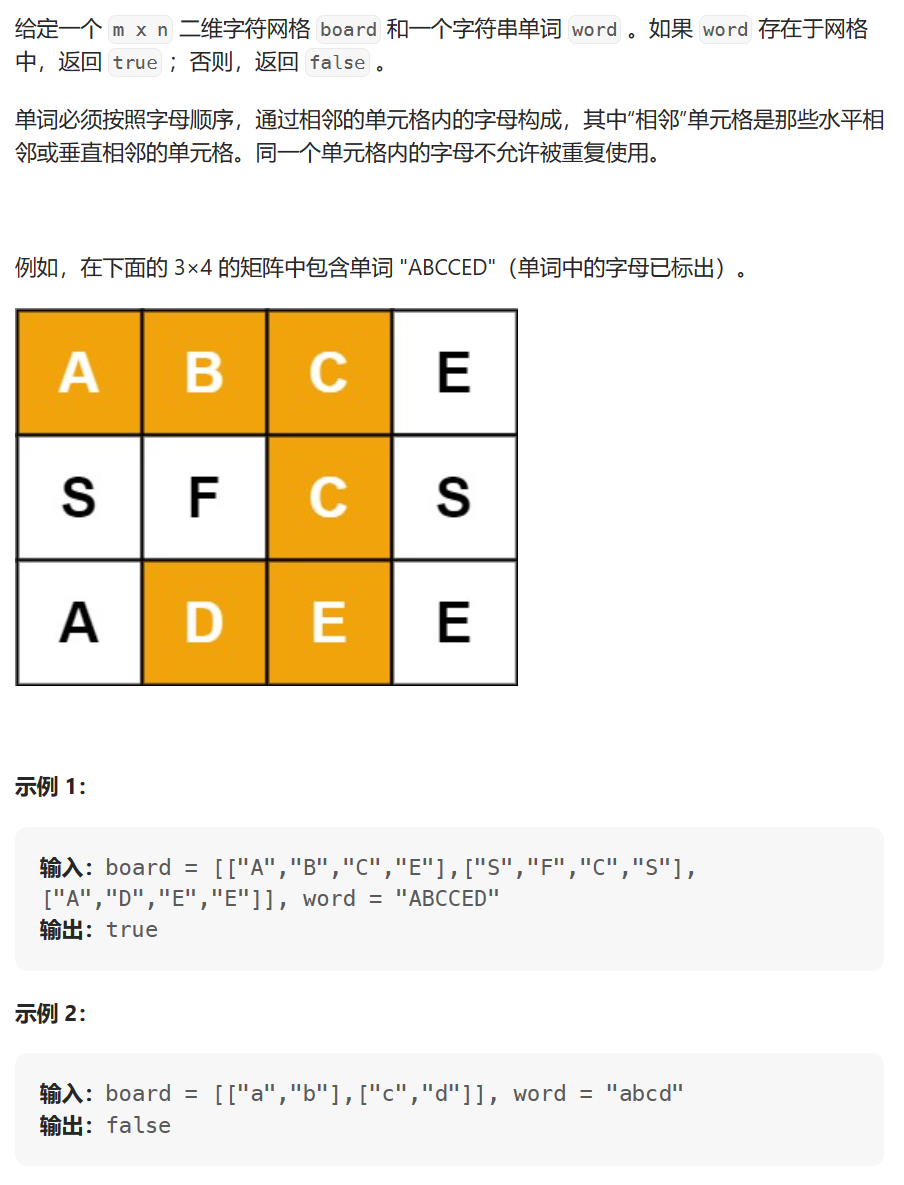 给定一个 m x n 二维字符网格 board 和一个字符串单词 word 。如果 word 存在于网格
中，返回 true ；否则，返回 false 。
单词必须按照字母顺序，通过相邻的单元格内的字母构成，其中“相邻”单元格是那些水平相
邻或垂直相邻的单元格。同一个单元格内的字母不允许被重复使用。
例如，在下面的 3×4 的矩阵中包含单词 "ABCCED"（单词中的字母已标出）。
A B C E
S F C S
A D E E
示例 1：
输入：board = [["A","B","C","E"],["S","F","C","S"],
["A","D","E","E"]], word = "ABCCED"
输出：true
示例 2：
输入：board = [["a","b"],["c","d"]], word = "abcd"
输出：false